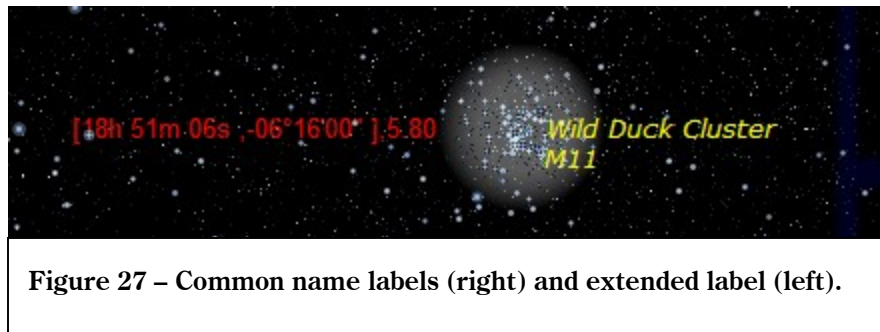 [18h 51m 06s ,-06°16'00" ].5.80
Wild Duck Cluster
M11
Figure 27 – Common name labels (right) and extended label (left).